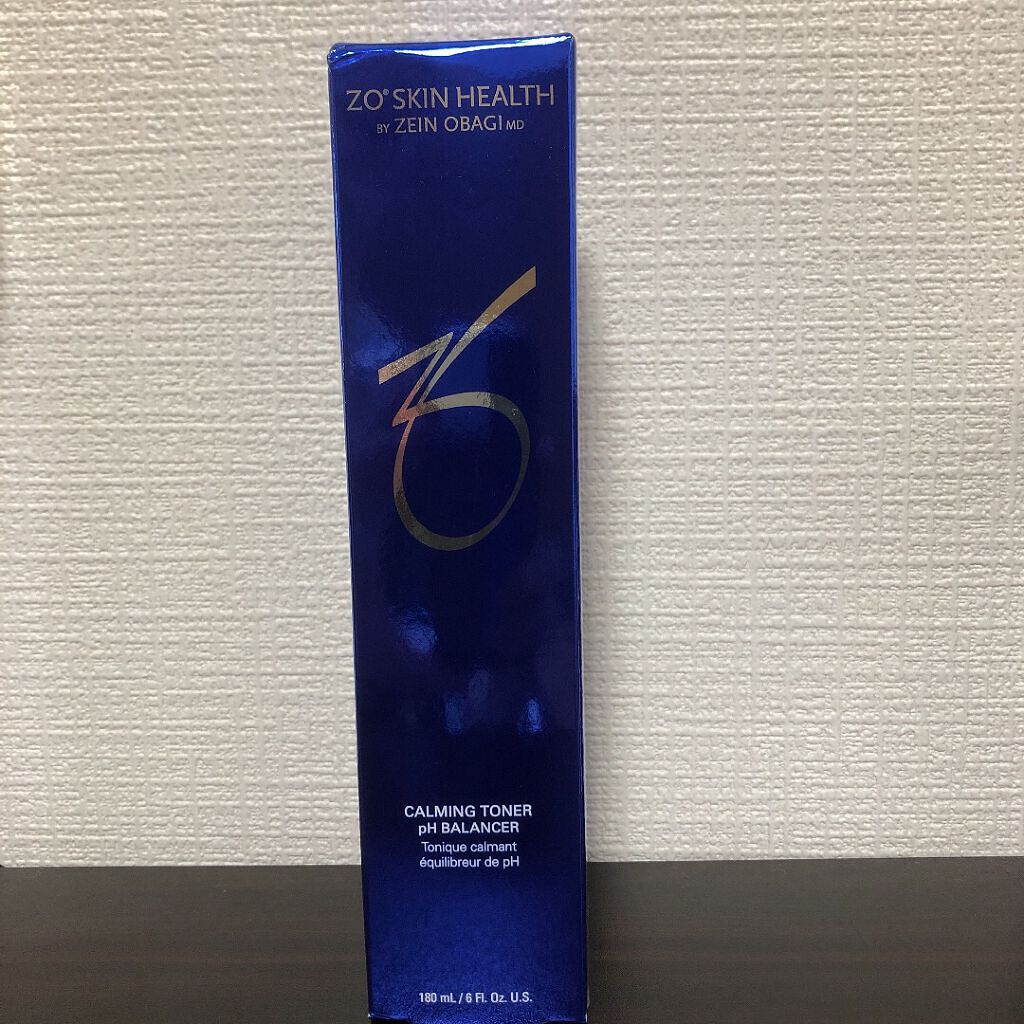 ZO® SKIN HEALTH
BY ZEIN OBAGI MD
CALMING TONER
pH BALANCER
Tonique calmant
équilibreur de pH
180 mL / 6 Fl. Oz. U.S.